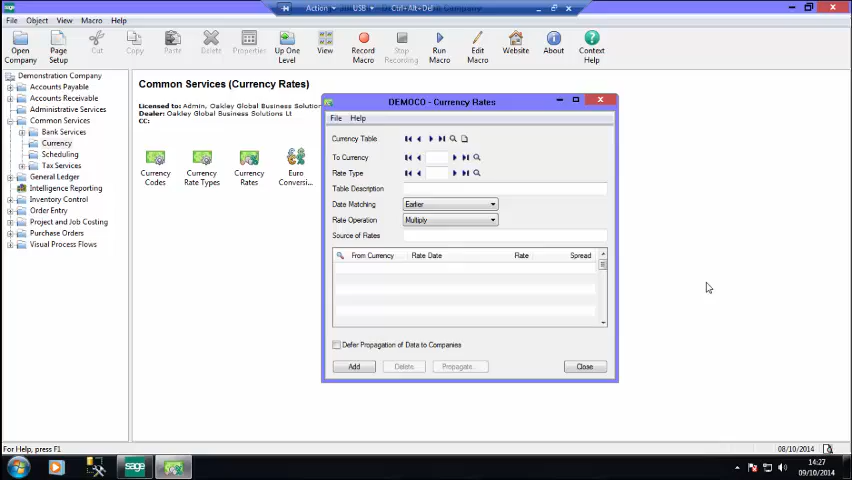 sage
Action USB Ctrl+Alt+Del
File Object View Macro Help
Open Company
Page Setup
Cut
Copy
Paste
Delete
Properties
Up One Level
View
Record Macro
Stop Recording
Run Macro
Edit Macro
Website
About
Context Help
Demonstration Company
Accounts Payable
Accounts Receivable
Administrative Services
Common Services
Bank Services
Currency
Scheduling
Tax Services
General Ledger
Intelligence Reporting
Inventory Control
Order Entry
Project and Job Costing
Purchase Orders
Visual Process Flows
Common Services (Currency Rates)
Licensed to: Admin, Oakley Global Business Solution
Dealer: Oakley Global Business Solutions Lt
CC:
Currency Codes
Currency Rate Types
Currency Rates
Euro Conversi...
DEMOCO - Currency Rates
File Help
Currency Table
To Currency
Rate Type
Table Description
Date Matching Earlier
Rate Operation Multiply
Source of Rates
From Currency Rate Date Rate Spread
Defer Propagation of Data to Companies
Add Delete Propagate... Close
For Help, press F1
08/10/2014
sage
14:27
09/10/2014